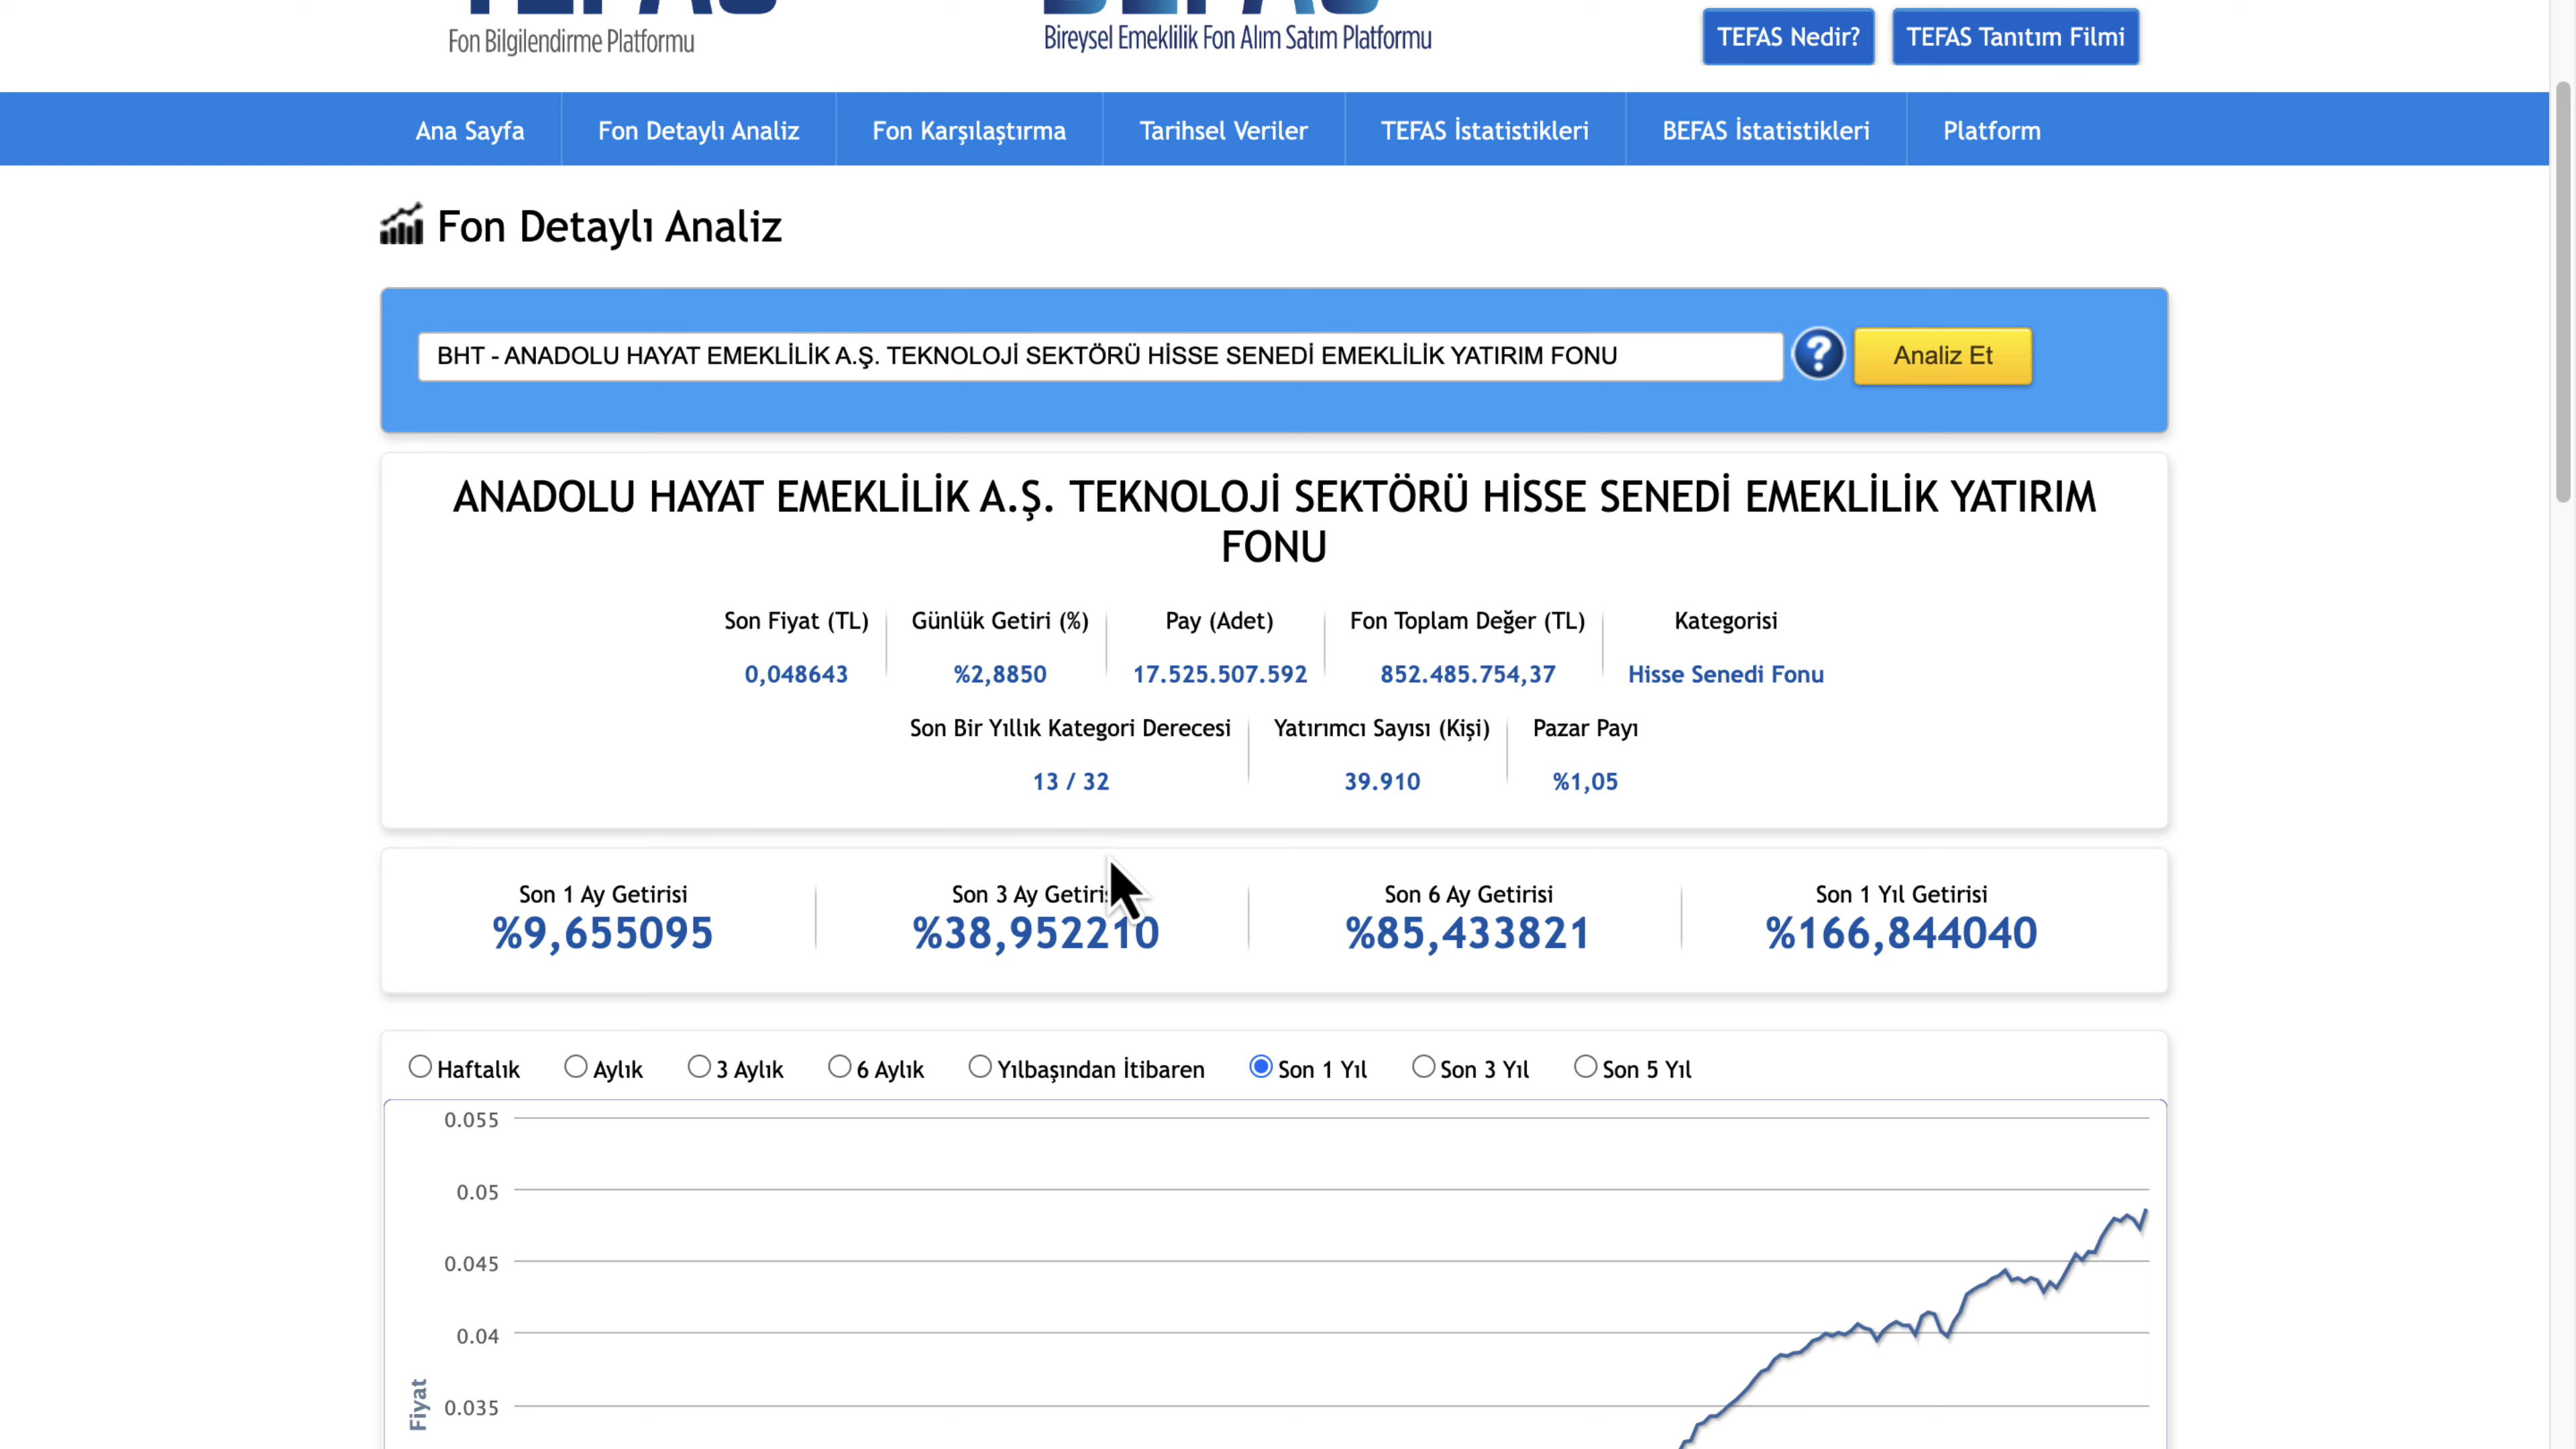 Fon Bilgilendirme Platformu
Bireysel Emeklilik Fon Alım Satım Platformu
TEFAS Nedir?
TEFAS Tanıtım Filmi
Ana Sayfa
Fon Detaylı Analiz
Fon Karşılaştırma
Tarihsel Veriler
TEFAS İstatistikleri
BEFAS İstatistikleri
Platform
Fon Detaylı Analiz
BHT - ANADOLU HAYAT EMEKLİLİK A.Ş. TEKNOLOJİ SEKTÖRÜ HİSSE SENEDİ EMEKLİLİK YATIRIM FONU
?
Analiz Et
ANADOLU HAYAT EMEKLİLİK A.Ş. TEKNOLOJİ SEKTÖRÜ HİSSE SENEDİ EMEKLİLİK YATIRIM
FONU
Son Fiyat (TL)
0,048643
Günlük Getiri (%)
%2,8850
Pay (Adet)
17.525.507.592
Fon Toplam Değer (TL)
852.485.754,37
Kategorisi
Hisse Senedi Fonu
Son Bir Yıllık Kategori Derecesi
13 / 32
Yatırımcı Sayısı (Kişi)
39.910
Pazar Payı
%1,05
Son 1 Ay Getirisi
%9,655095
Son 3 Ay
%38,952210
Son 6 Ay Getirisi
%85,433821
Son 1 Yıl Getirisi
%166,844040
Haftalık
Aylık
3 Aylık
6 Aylık
Yılbaşından İtibaren
Son 1 Yıl
Son 3 Yıl
Son 5 Yıl
0.055
0.05
0.045
0.04
0.035
Fiyat